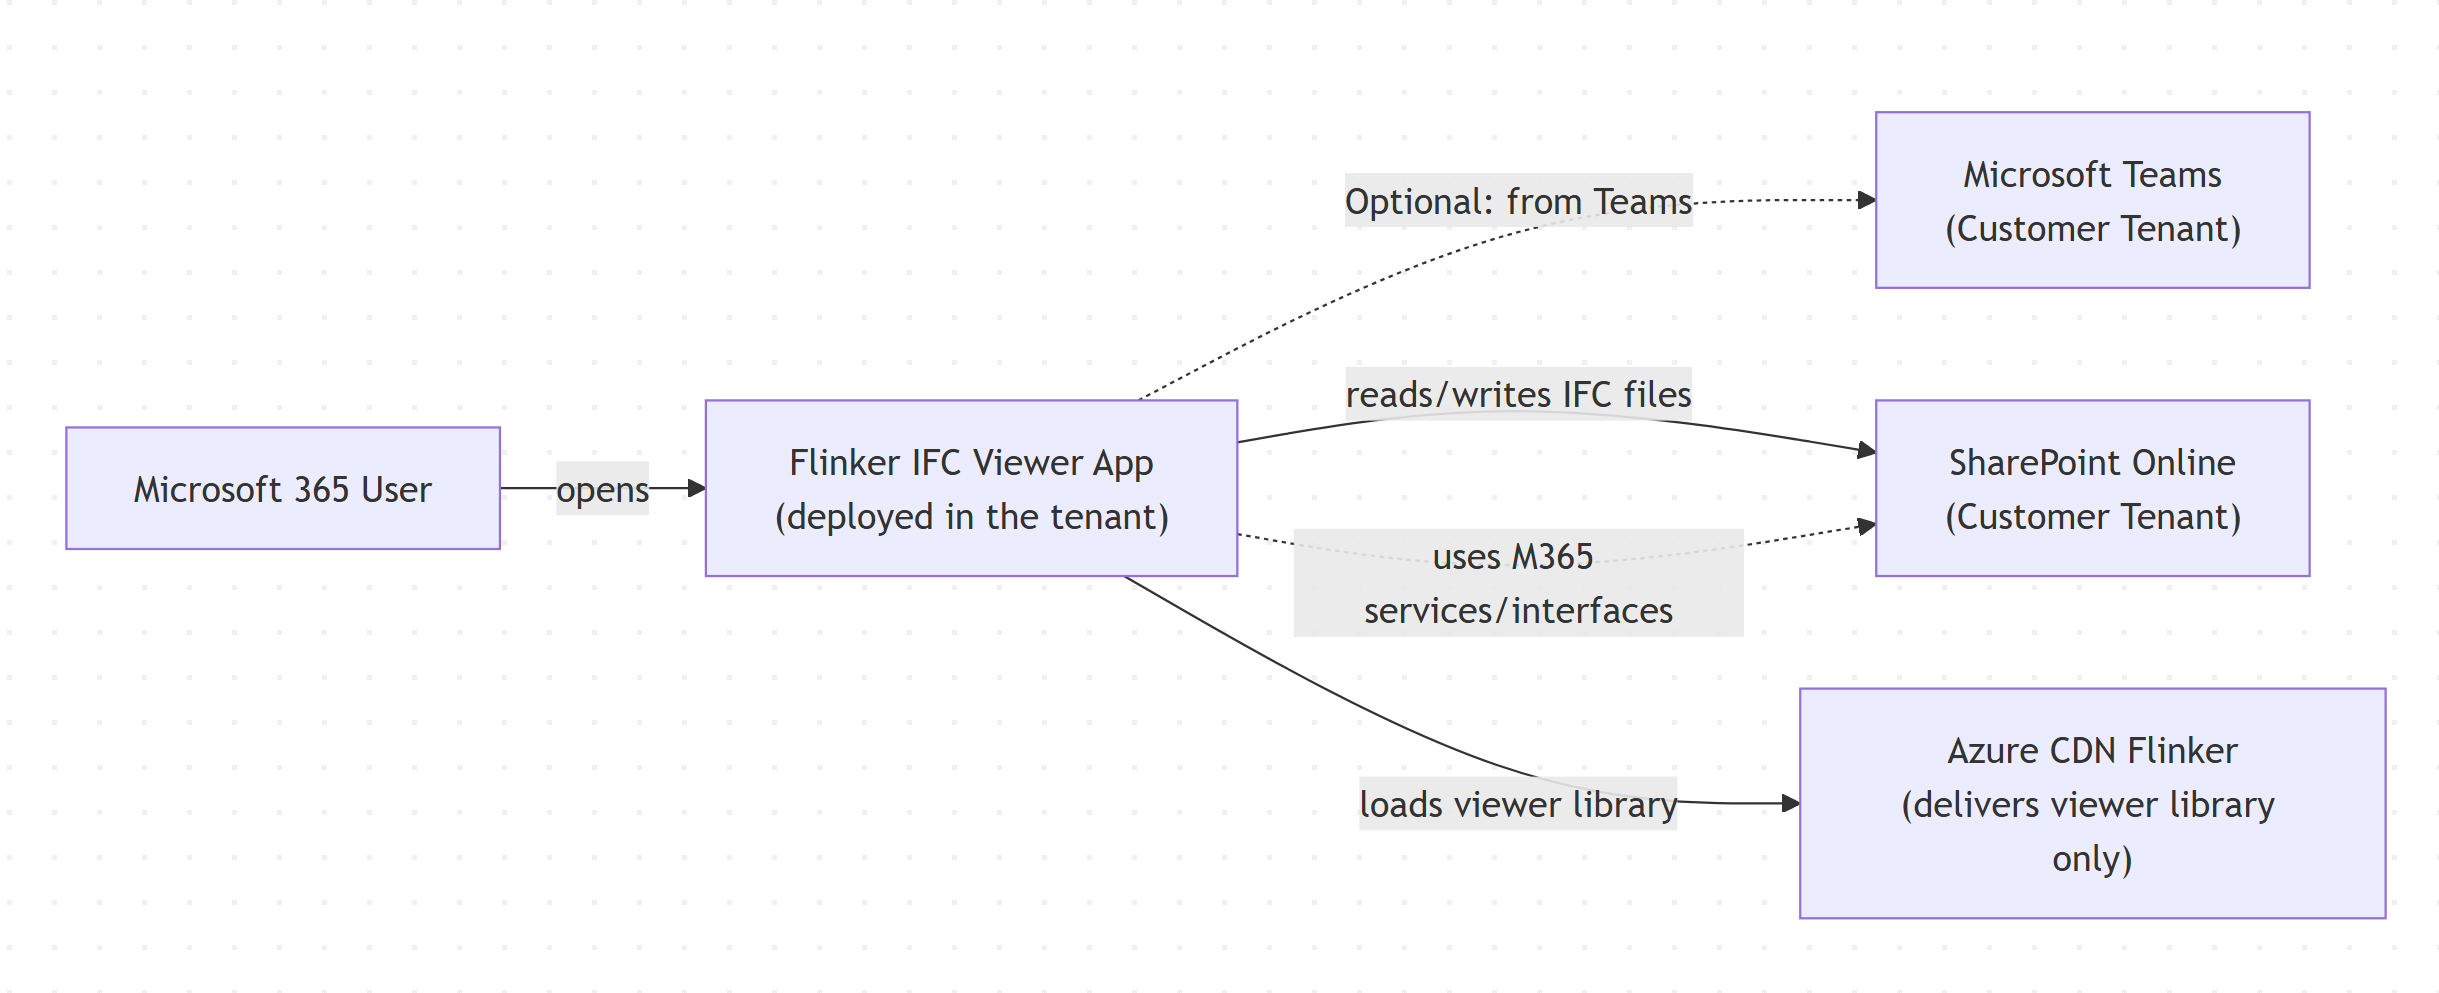 Microsoft 365 User
opens
Flinker IFC Viewer App
(deployed in the tenant)
Optional: from Teams
reads/writes IFC files
uses M365
services/interfaces
loads viewer library
Microsoft Teams
(Customer Tenant)
SharePoint Online
(Customer Tenant)
Azure CDN Flinker
(delivers viewer library
only)